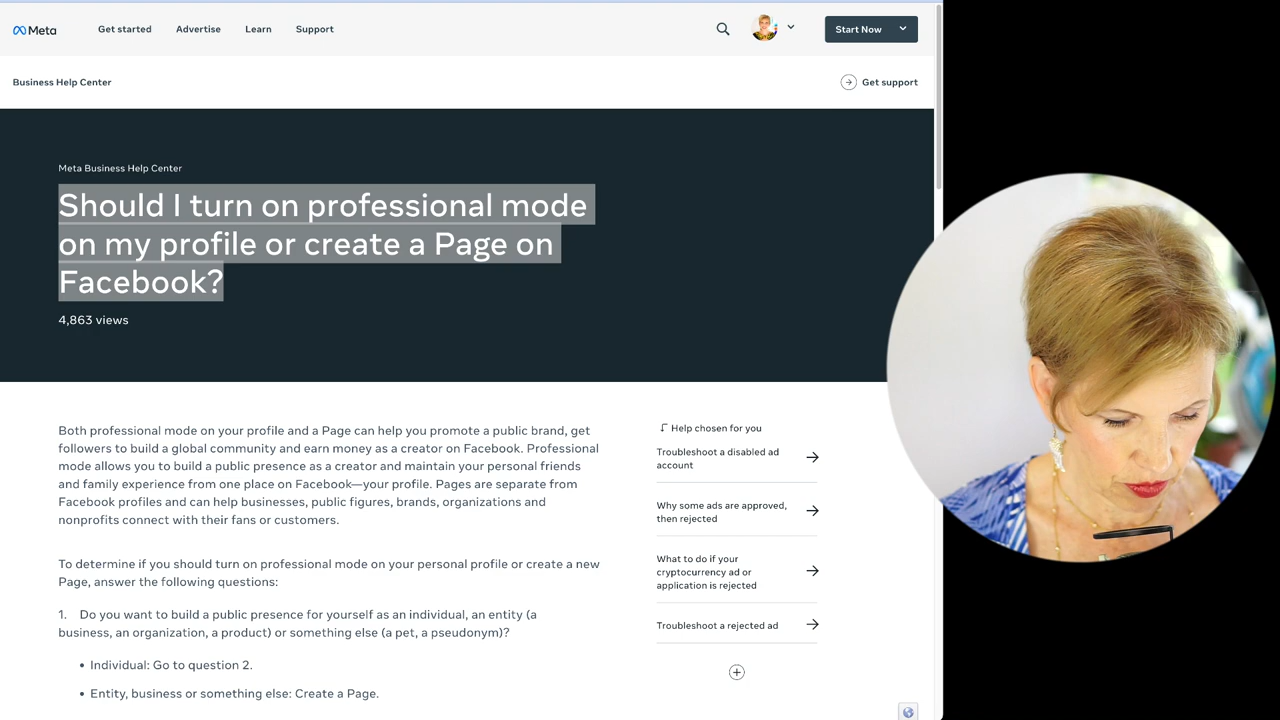 Meta
Get started
Advertise
Learn
Support
Start Now
Business Help Center
Get support
Meta Business Help Center
Should I turn on professional mode
on my profile or create a Page on
Facebook?
4,863 views
Both professional mode on your profile and a Page can help you promote a public brand, get
followers to build a global community and earn money as a creator on Facebook. Professional
mode allows you to build a public presence as a creator and maintain your personal friends
and family experience from one place on Facebook—your profile. Pages are separate from
Facebook profiles and can help businesses, public figures, brands, organizations and
nonprofits connect with their fans or customers.
To determine if you should turn on professional mode on your personal profile or create a new
Page, answer the following questions:
1. Do you want to build a public presence for yourself as an individual, an entity (a
business, an organization, a product) or something else (a pet, a pseudonym)?
• Individual: Go to question 2.
• Entity, business or something else: Create a Page.
Help chosen for you
Troubleshoot a disabled ad
account
Why some ads are approved,
then rejected
What to do if your
cryptocurrency ad or
application is rejected
Troubleshoot a rejected ad